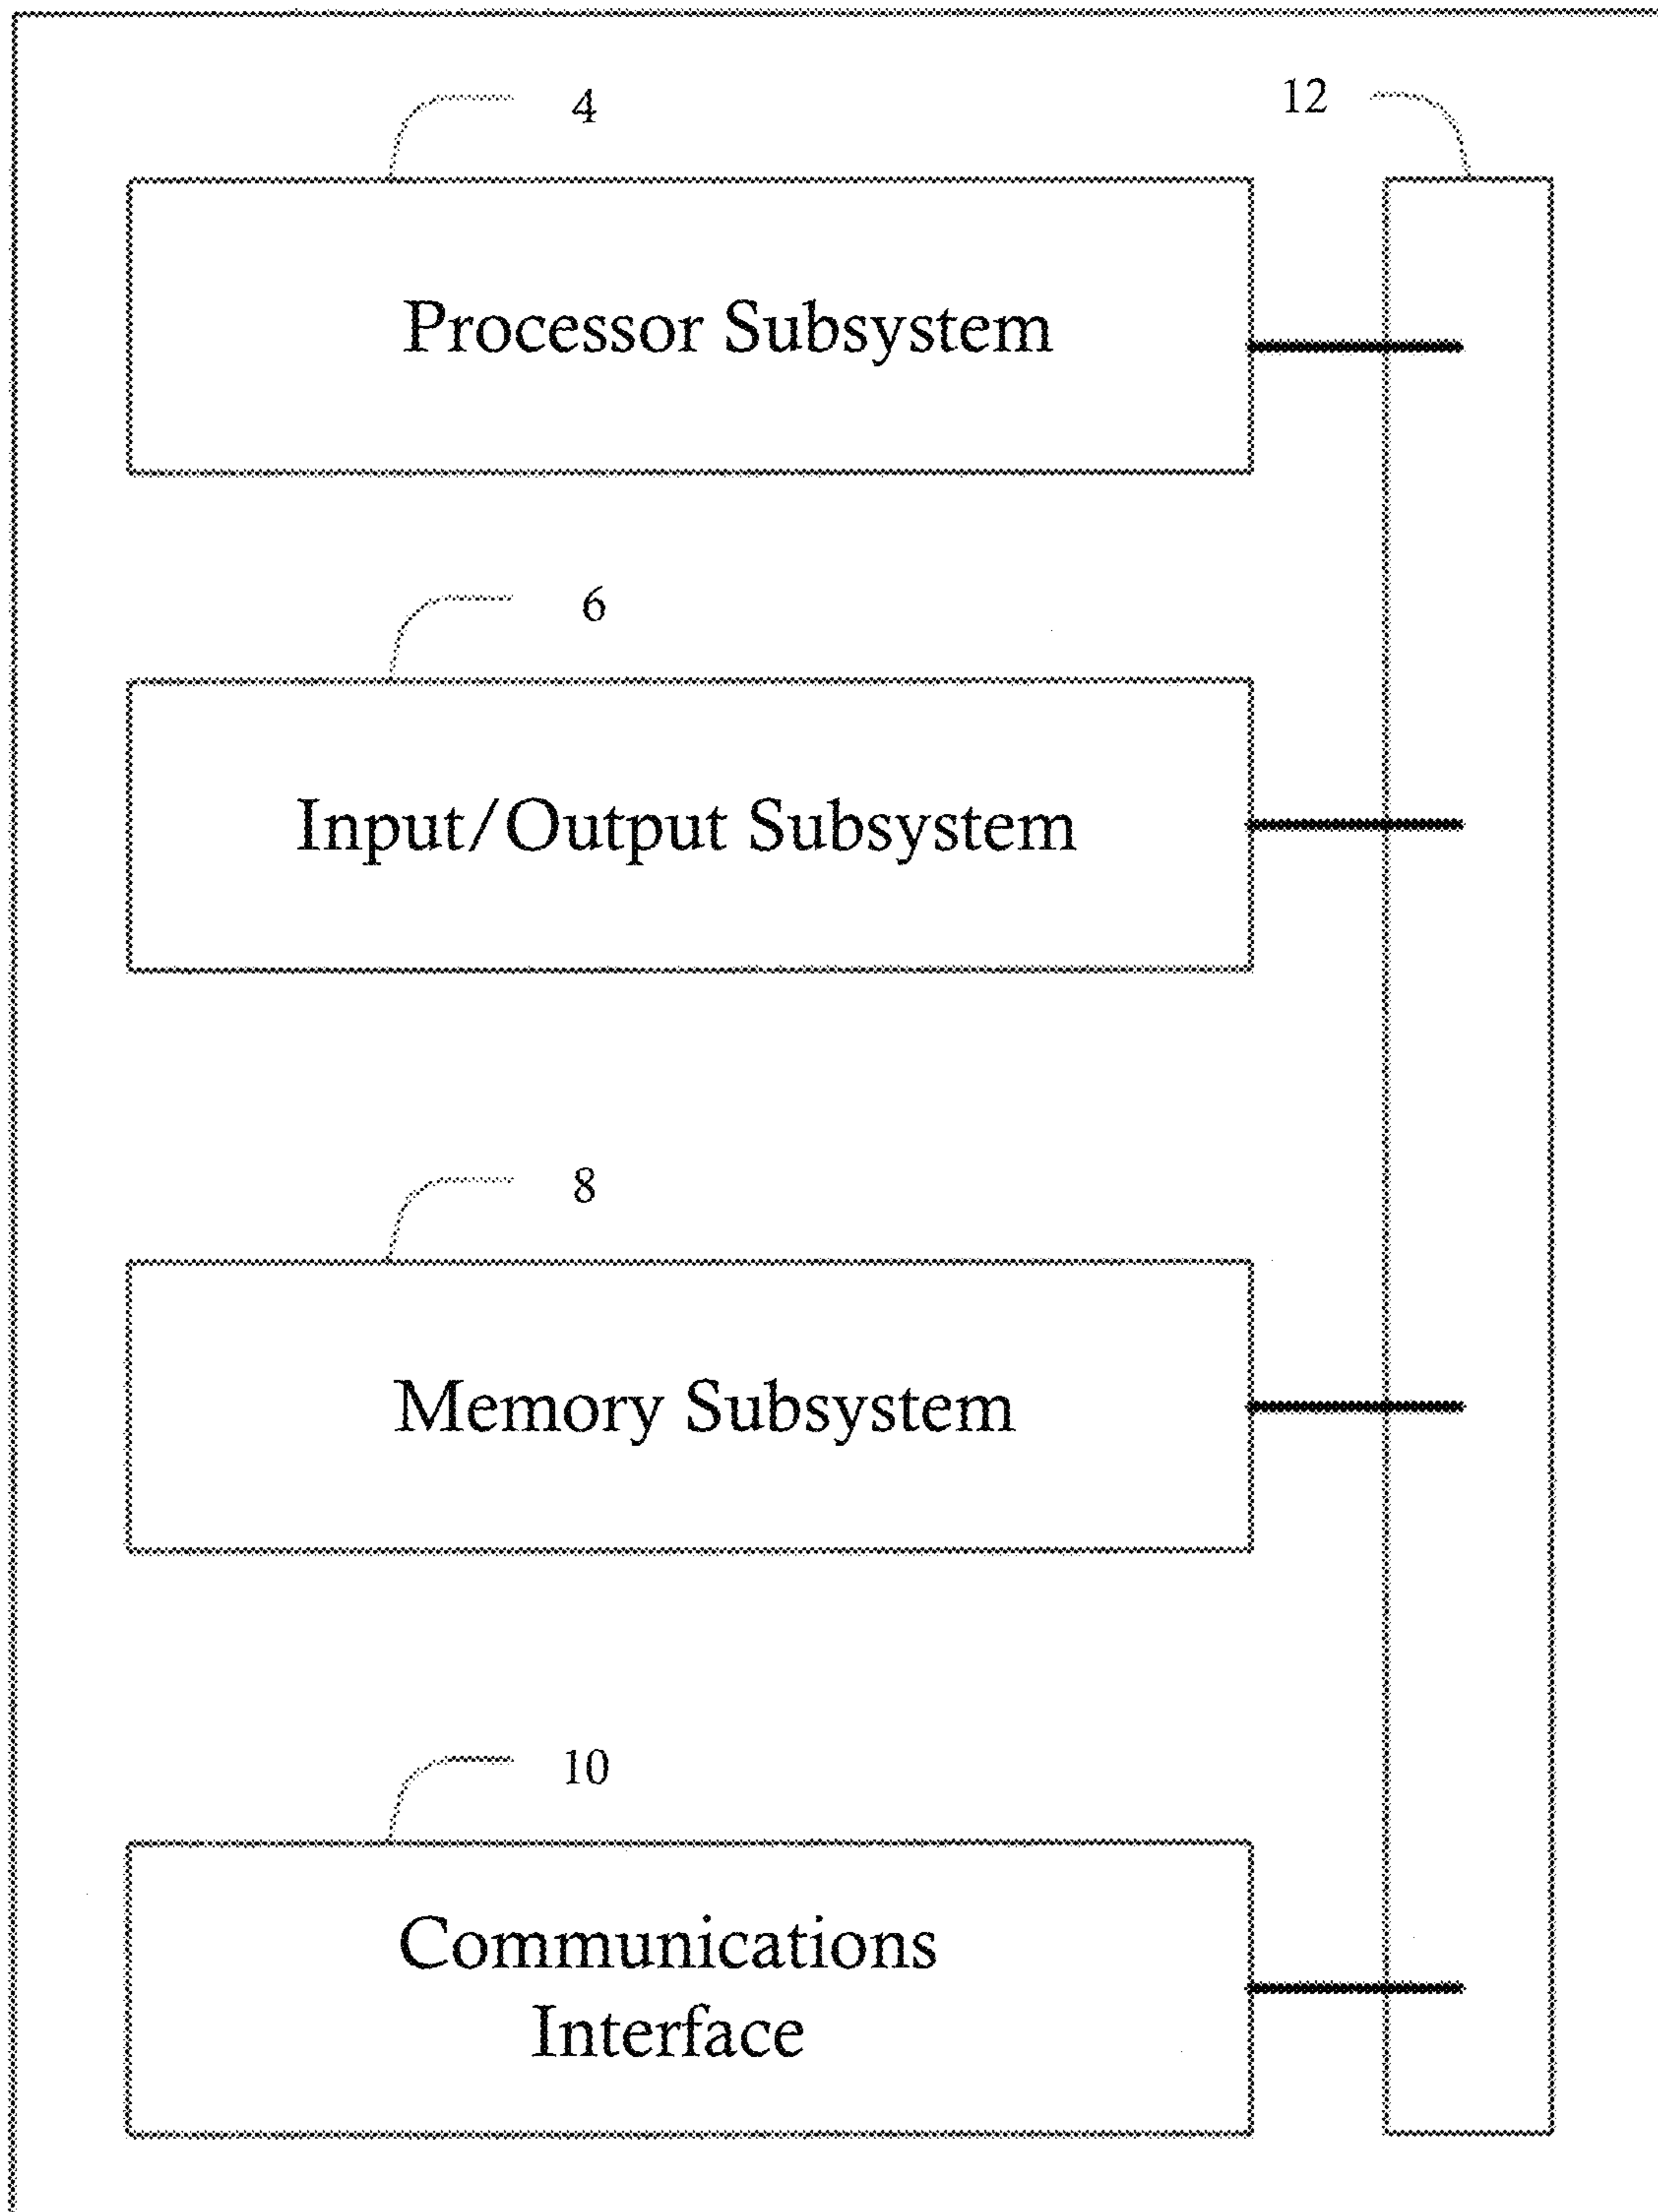 4
12
Processor Subsystem
6
Input/Output Subsystem
8
Memory Subsystem
10
Communications
Interface